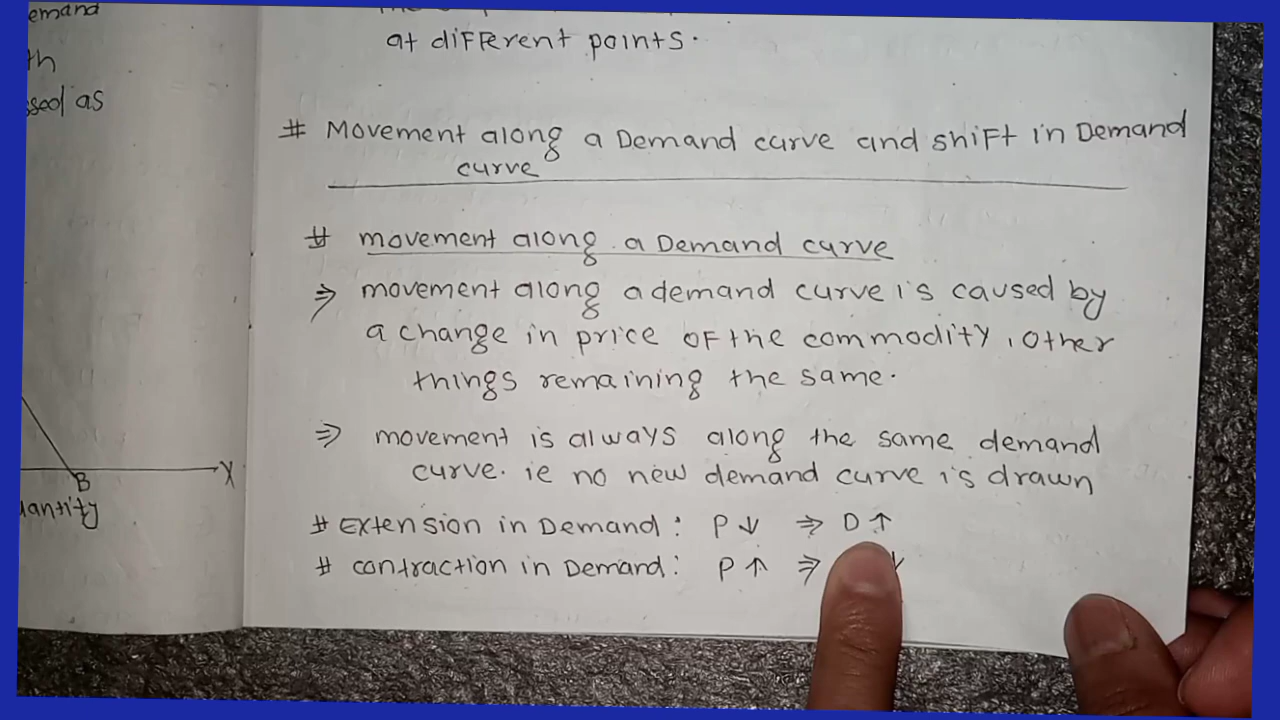 emand
th
ssed as
B
X
antity
at different points.
# Movement along a Demand curve and shift in Demand
curve
# movement along a Demand curve
⇒ movement along a demand curve is caused by
a change in price of the commodity, other
things remaining the same.
⇒ movement is always along the same demand
curve. ie no new demand curve is drawn
# Extension in Demand: P↓ ⇒ D↑
# contraction in Demand: P↑ ⇒